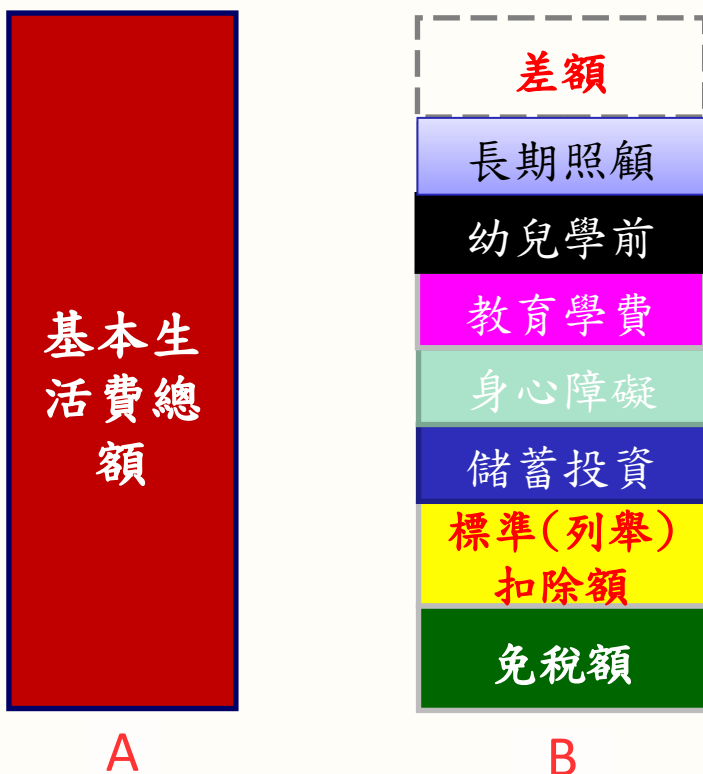 基本生
活費總
額
A
差額
長期照顧
幼兒學前
教育學費
身心障礙
儲蓄投資
標準(列舉)
扣除額
免稅額
B